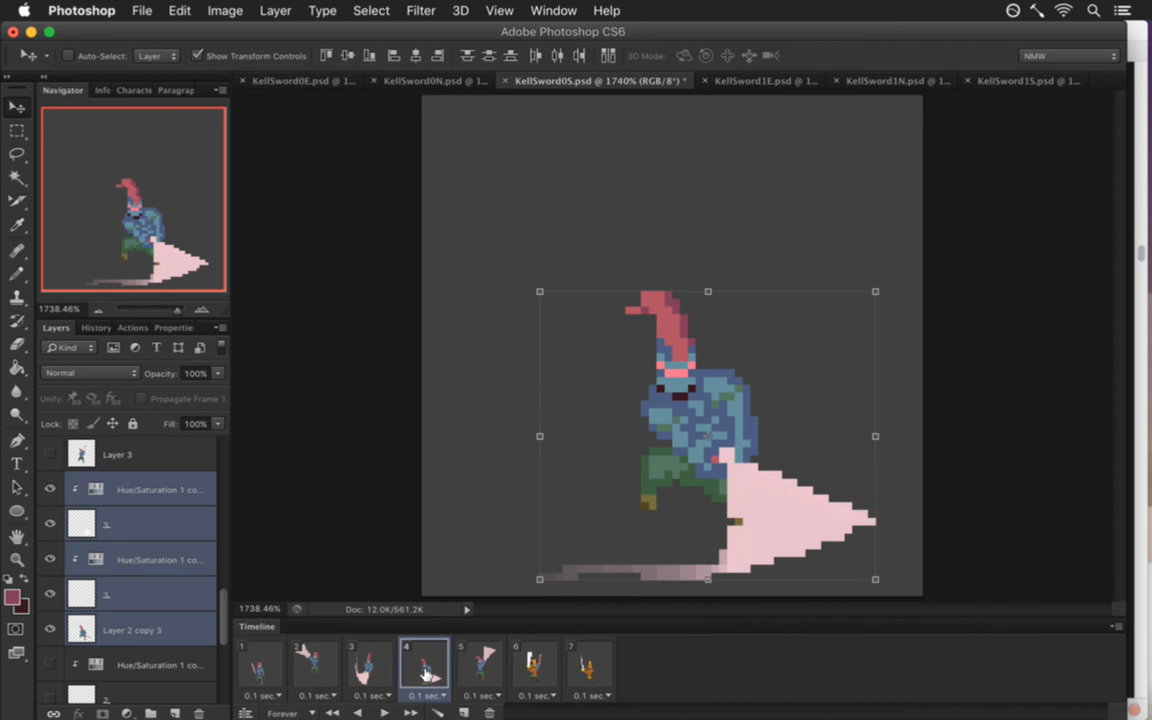 Photoshop File Edit Image Layer Type Select Filter 3D View Window Help
Adobe Photoshop CS6
Auto-Select: Layer Show Transform Controls 3D Mode: NMW
KellSword0E.psd @ 1... KellSword0N.psd @ 1... KellSword0S.psd @ 1740% (RGB/8*) * KellSword1E.psd @ 1... KellSword1N.psd @ 1... KellSword1S.psd @ 1...
Navigator Info Characte Paragrap
1738.46%
Layers History Actions Propertie
Kind
Normal Opacity: 100%
Unify: Propagate Frame 1
Lock: Fill: 100%
Layer 3
Hue/Saturation 1 co...
3
Hue/Saturation 1 co...
3
Layer 2 copy 3
Hue/Saturation 1 co...
2
1738.46% Doc: 12.0K/561.2K
Timeline
1 2 3 4 5 6 7
0.1 sec. 0.1 sec. 0.1 sec. 0.1 sec. 0.1 sec. 0.1 sec. 0.1 sec.
Forever